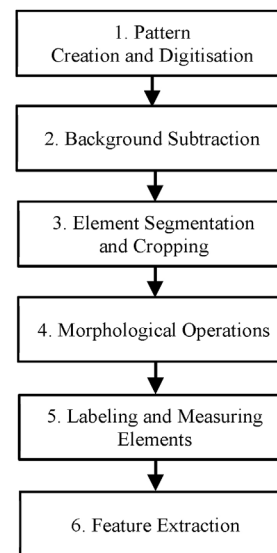 1. Pattern
Creation and Digitisation
2. Background Subtraction
3. Element Segmentation
and Cropping
4. Morphological Operations
5. Labeling and Measuring
Elements
6. Feature Extraction